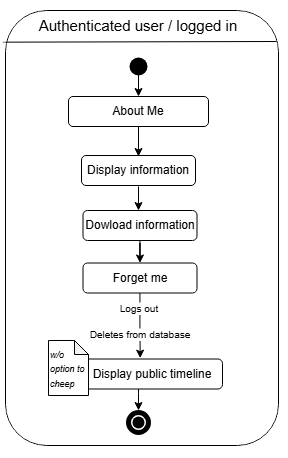 Authenticated user / logged in
About Me
Display information
Dowload information
Forget me
Logs out
Deletes from database
w/o
option to
cheep
Display public timeline